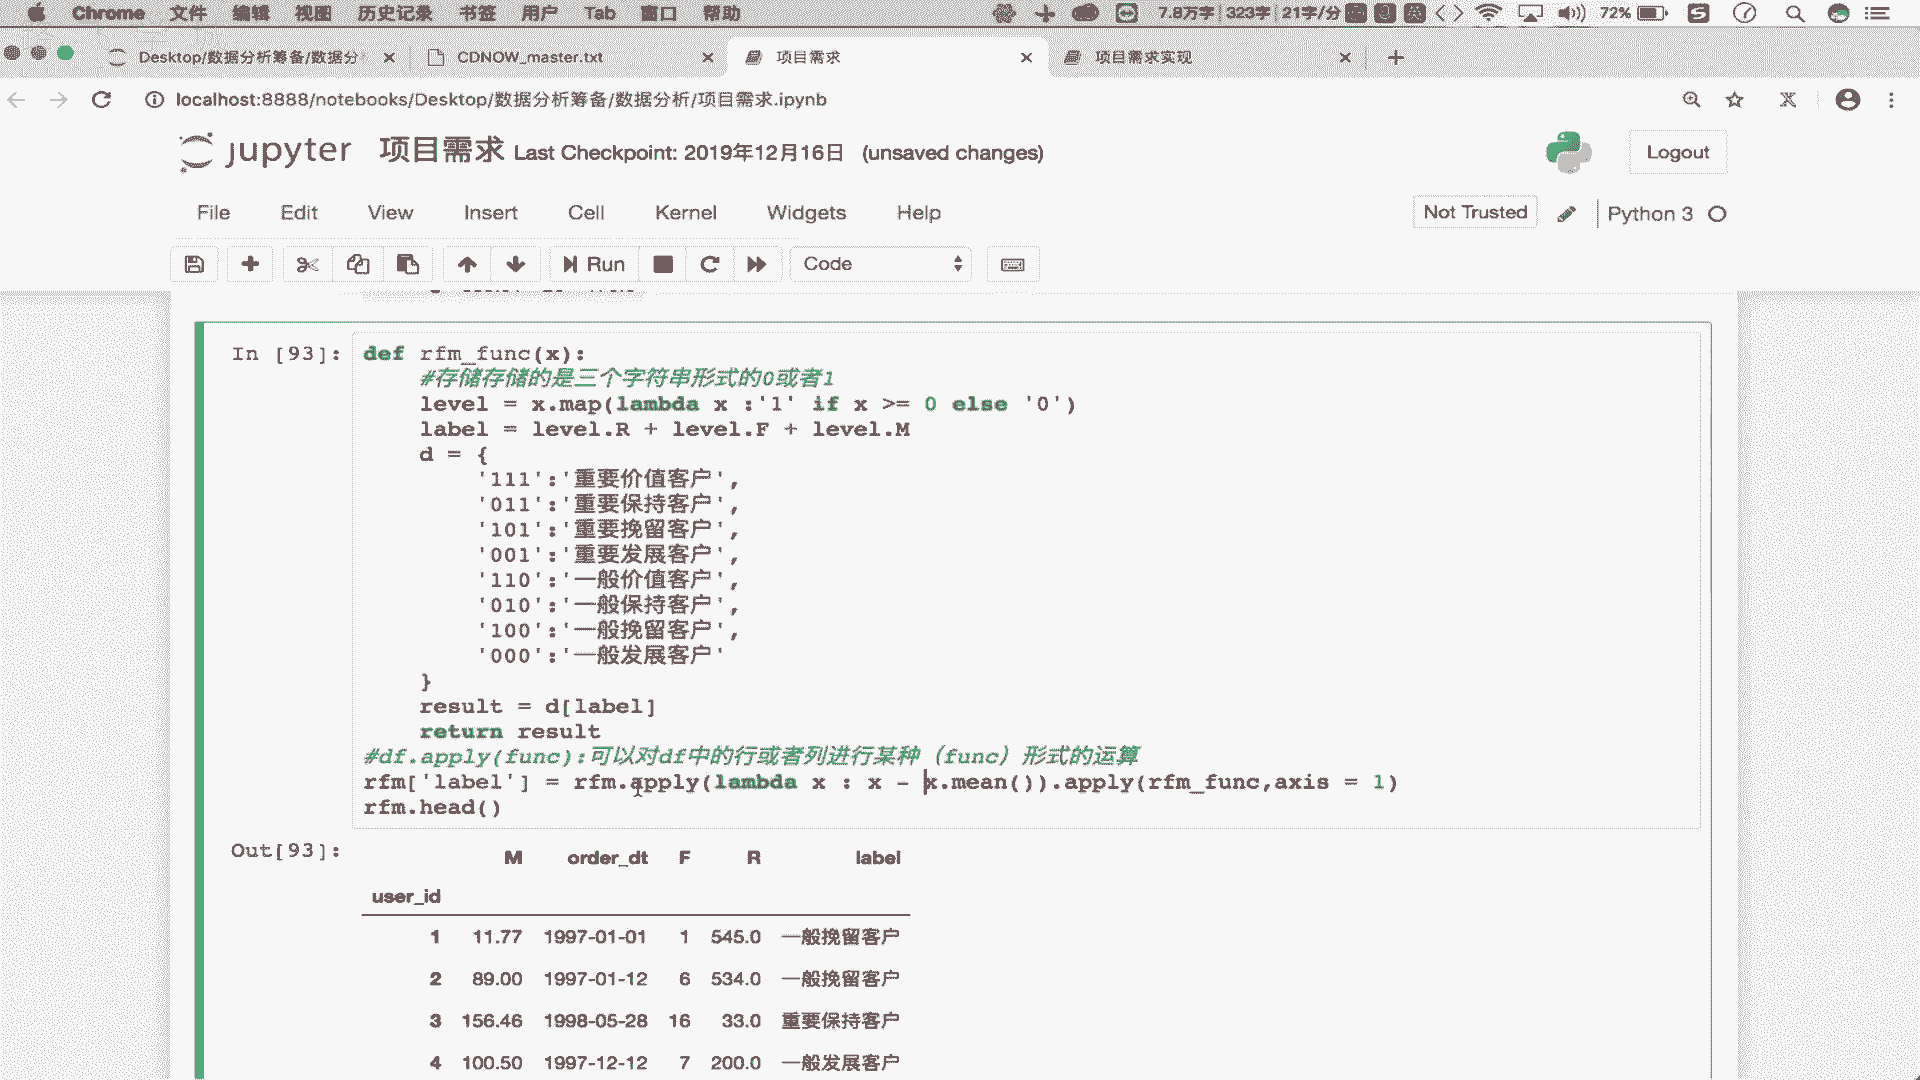 Chrome 文件 编辑 视图 历史记录 书签 用户 Tab 窗口 帮助 7.8万字 323字 21字/分 72%
Desktop/数据分析筹备/数据分 CDNOW_master.txt 项目需求 项目需求实现
localhost:8888/notebooks/Desktop/数据分析筹备/数据分析/项目需求.ipynb
jupyter 项目需求 Last Checkpoint: 2019年12月16日 (unsaved changes) Logout
File Edit View Insert Cell Kernel Widgets Help Not Trusted Python 3
Run Code
In [93]: def rfm_func(x):
#存储存储的是三个字符串形式的0或者1
level = x.map(lambda x :'1' if x >= 0 else '0')
label = level.R + level.F + level.M
d = {
'111':'重要价值客户',
'011':'重要保持客户',
'101':'重要挽留客户',
'001':'重要发展客户',
'110':'一般价值客户',
'010':'一般保持客户',
'100':'一般挽留客户',
'000':'一般发展客户'
}
result = d[label]
return result
#df.apply(func):可以对df中的行或者列进行某种（func）形式的运算
rfm['label'] = rfm.apply(lambda x : x - x.mean()).apply(rfm_func,axis = 1)
rfm.head()
Out[93]:
M order_dt F R label
user_id
1 11.77 1997-01-01 1 545.0 一般挽留客户
2 89.00 1997-01-12 6 534.0 一般挽留客户
3 156.46 1998-05-28 16 33.0 重要保持客户
4 100.50 1997-12-12 7 200.0 一般发展客户